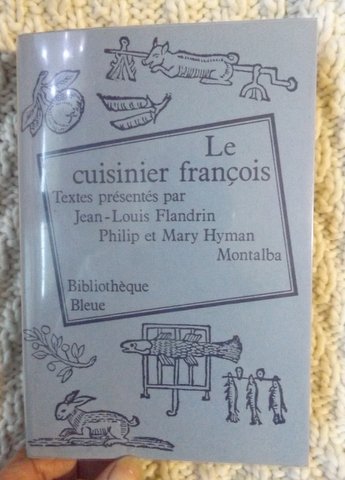 Le
cuisinier françois
Textes présentés par
Jean-Louis Flandrin
Philip et Mary Hyman
Montalba
Bibliothèque
Bleue